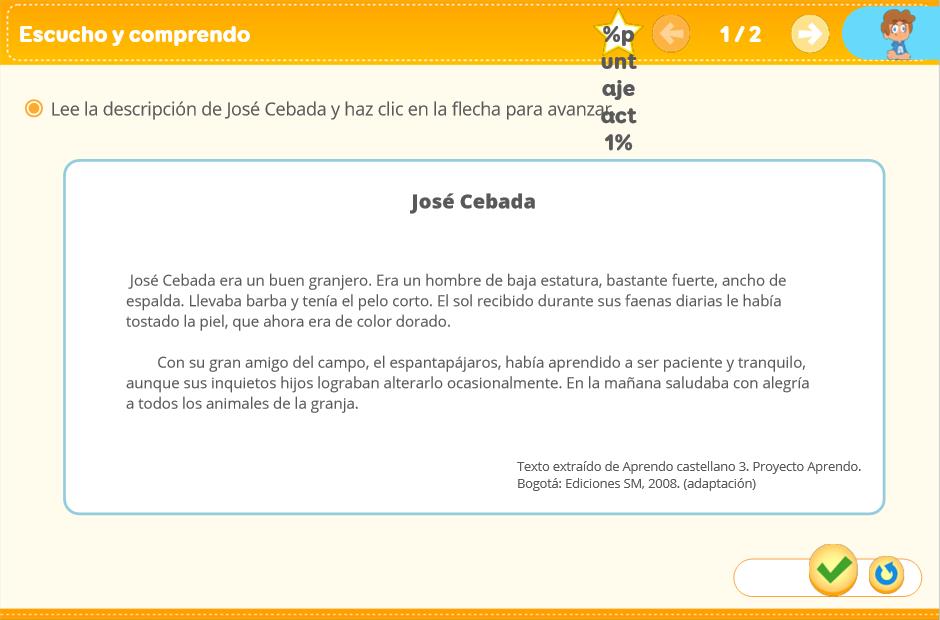 Escucho y comprendo
%p
unt
aje
act
1%
1 / 2
Lee la descripción de José Cebada y haz clic en la flecha para avanzar.
José Cebada
José Cebada era un buen granjero. Era un hombre de baja estatura, bastante fuerte, ancho de
espalda. Llevaba barba y tenía el pelo corto. El sol recibido durante sus faenas diarias le había
tostado la piel, que ahora era de color dorado.
Con su gran amigo del campo, el espantapájaros, había aprendido a ser paciente y tranquilo,
aunque sus inquietos hijos lograban alterarlo ocasionalmente. En la mañana saludaba con alegría
a todos los animales de la granja.
Texto extraído de Aprendo castellano 3. Proyecto Aprendo.
Bogotá: Ediciones SM, 2008. (adaptación)